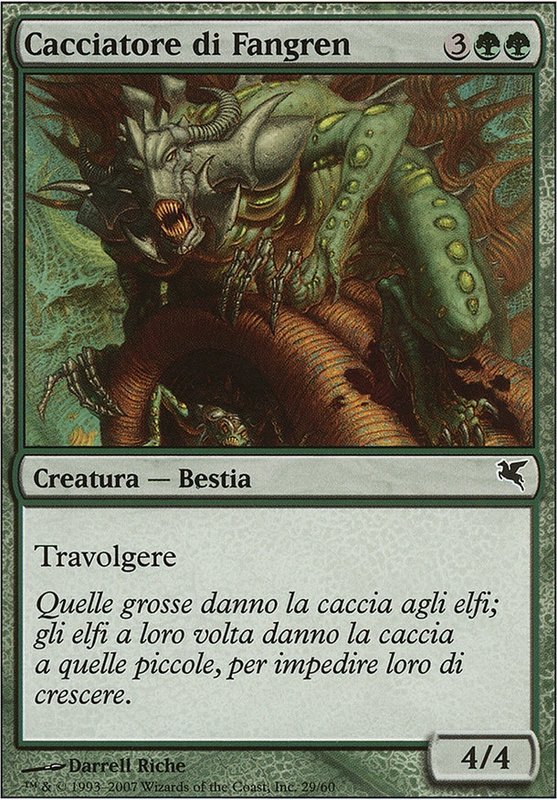 Cacciatore di Fangren 3
Creatura — Bestia
Travolgere
Quelle grosse danno la caccia agli elfi;
gli elfi a loro volta danno la caccia
a quelle piccole, per impedire loro di
crescere.
4/4
Darrell Riche
™ & © 1993-2007 Wizards of the Coast, Inc. 29/60